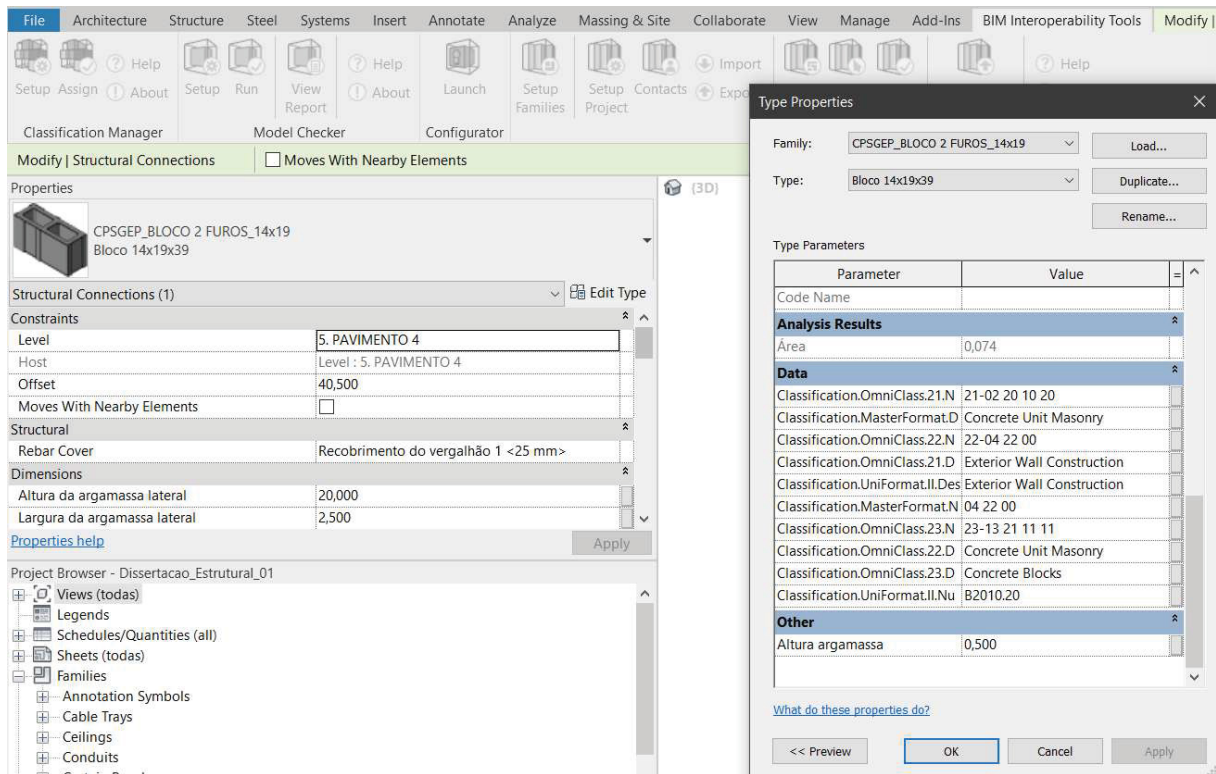 File Architecture Structure Steel Systems Insert Annotate Analyze Massing & Site Collaborate View Manage Add-Ins BIM Interoperability Tools Modify |
Help Help Import Help
Setup Assign About Setup Run View Report About Launch Setup Families Setup Project Contacts Expo
Classification Manager Model Checker Configurator
Modify | Structural Connections Moves With Nearby Elements
Properties
CPSGEP_BLOCO 2 FUROS_14x19
Bloco 14x19x39
Structural Connections (1) Edit Type
Constraints
Level 5. PAVIMENTO 4
Host Level : 5. PAVIMENTO 4
Offset 40,500
Moves With Nearby Elements
Structural
Rebar Cover Recobrimento do vergalhão 1 <25 mm>
Dimensions
Altura da argamassa lateral 20,000
Largura da argamassa lateral 2,500
Properties help Apply
Project Browser - Dissertacao_Estrutural_01
Views (todas)
Legends
Schedules/Quantities (all)
Sheets (todas)
Families
Annotation Symbols
Cable Trays
Ceilings
Conduits
(3D)
Type Properties
Family: CPSGEP_BLOCO 2 FUROS_14x19 Load...
Type: Bloco 14x19x39 Duplicate...
Rename...
Type Parameters
Parameter Value =
Code Name
Analysis Results
Área 0,074
Data
Classification.OmniClass.21.N 21-02 20 10 20
Classification.MasterFormat.D Concrete Unit Masonry
Classification.OmniClass.22.N 22-04 22 00
Classification.OmniClass.21.D Exterior Wall Construction
Classification.UniFormat.II.Des Exterior Wall Construction
Classification.MasterFormat.N 04 22 00
Classification.OmniClass.23.N 23-13 21 11 11
Classification.OmniClass.22.D Concrete Unit Masonry
Classification.OmniClass.23.D Concrete Blocks
Classification.UniFormat.II.Nu B2010.20
Other
Altura argamassa 0,500
What do these properties do?
<< Preview OK Cancel Apply